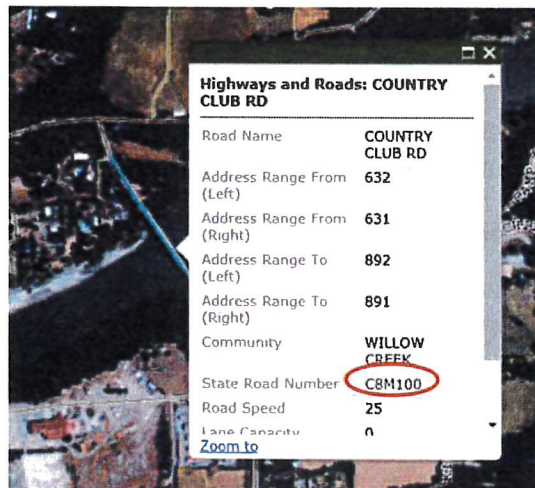 Highways and Roads: COUNTRY
CLUB RD
Road Name COUNTRY
CLUB RD
Address Range From 632
(Left)
Address Range From 631
(Right)
Address Range To 892
(Left)
Address Range To 891
(Right)
Community WILLOW
CREEK
State Road Number C8M100
Road Speed 25
Lane Capacity 0
Zoom to